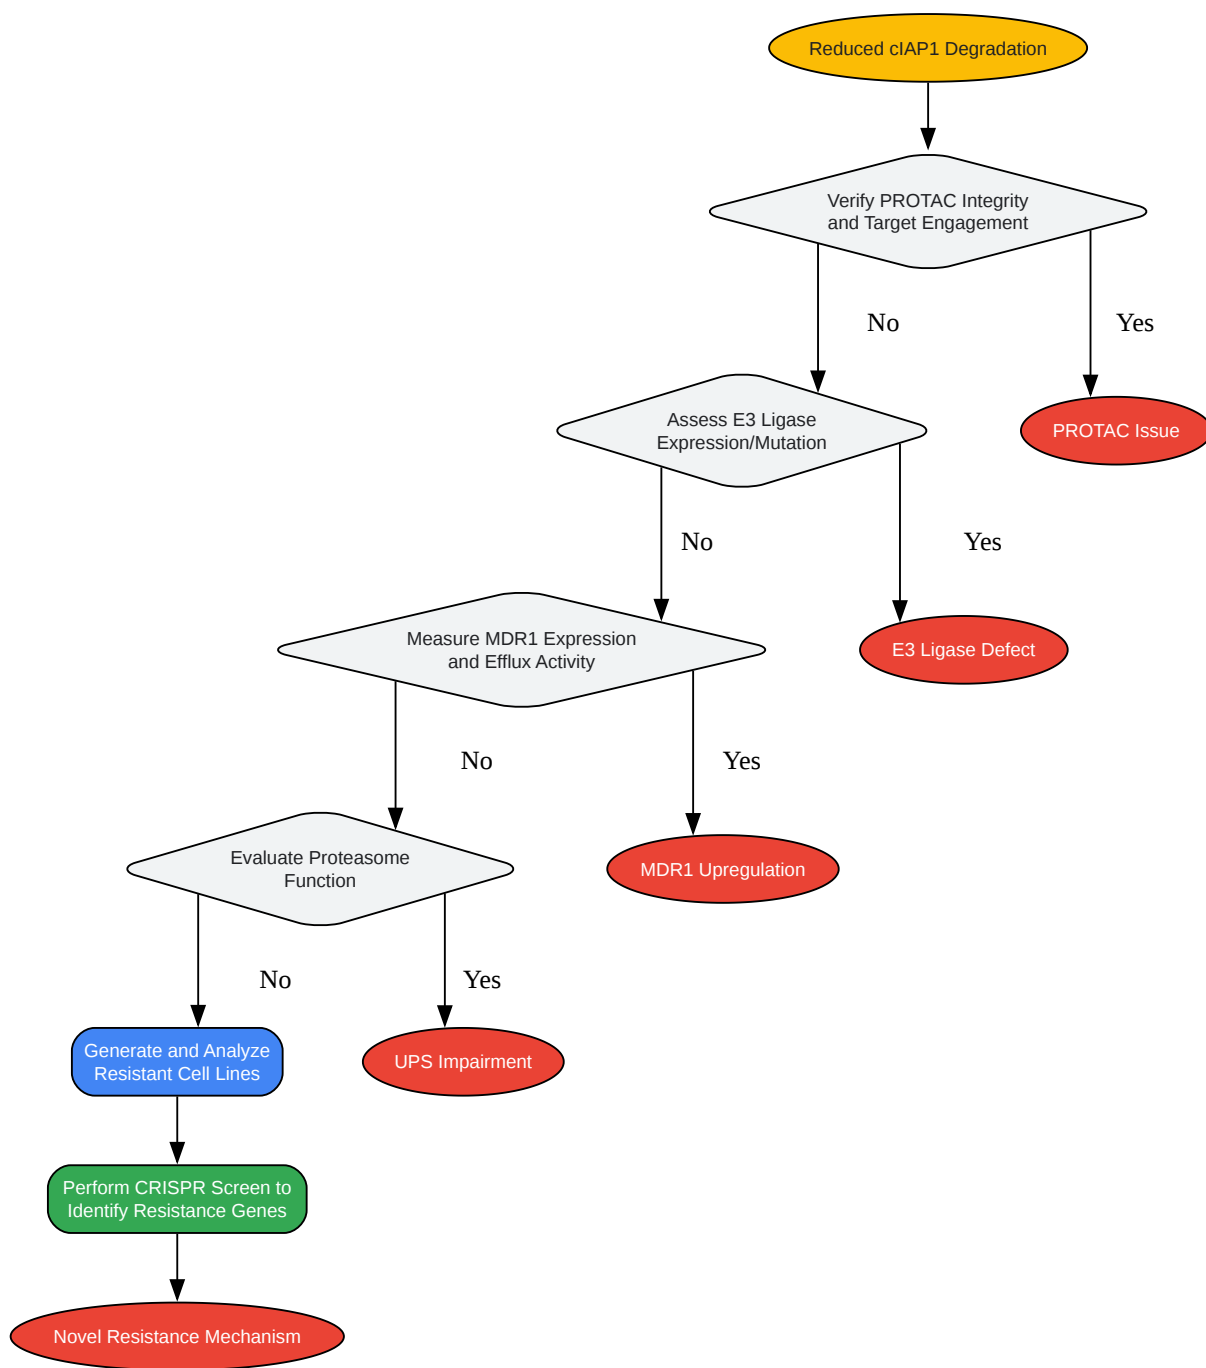 Reduced cIAP1 Degradation
Verify PROTAC Integrity
and Target Engagement
No
Yes
Assess E3 Ligase
Expression/Mutation
PROTAC Issue
No
Yes
Measure MDR1 Expression
and Efflux Activity
E3 Ligase Defect
No
Yes
Evaluate Proteasome
Function
MDR1 Upregulation
No
Yes
Generate and Analyze
Resistant Cell Lines
UPS Impairment
Perform CRISPR Screen to
Identify Resistance Genes
Novel Resistance Mechanism